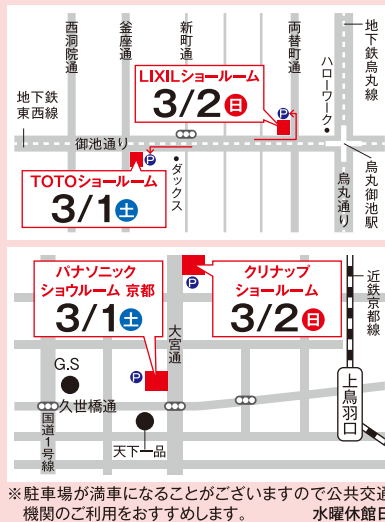 西洞院通
釜座通
新町通
両替町通
地下鉄烏丸線
LIXILショールーム
3/2日
P
ハローワーク
地下鉄
東西線
御池通り
P
TOTOショールーム
3/1土
ダックス
烏丸通り
烏丸御池駅
パナソニック
ショウルーム 京都
3/1土
クリナップ
ショールーム
3/2日
P
近鉄京都線
大宮通
G.S
P
久世橋通
国道1号線
天下一品
上鳥羽口
※駐車場が満車になることがございますので公共交通
機関のご利用をおすすめします。 水曜休館日